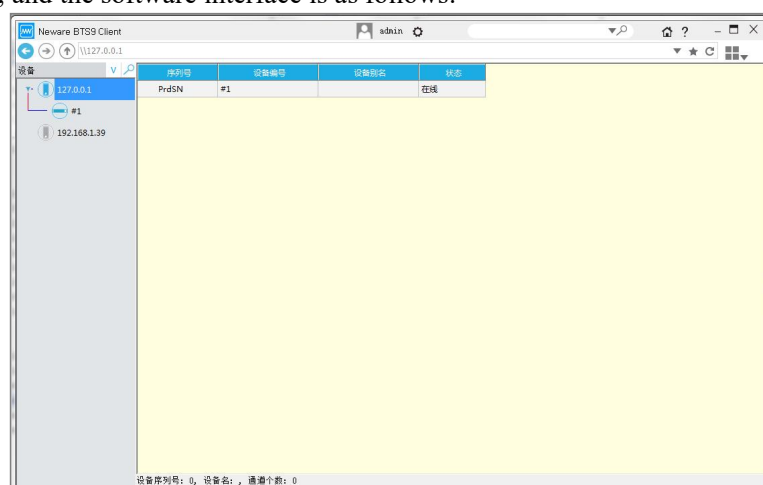 , and the software interface is as follows:
Neware BTS9 Client
admin
?
\\127.0.0.1
设备
V
序列号 设备编号 设备别名 状态
127.0.0.1
PrdSN #1 在线
#1
192.168.1.39
设备序列号: 0, 设备名: , 通道个数: 0